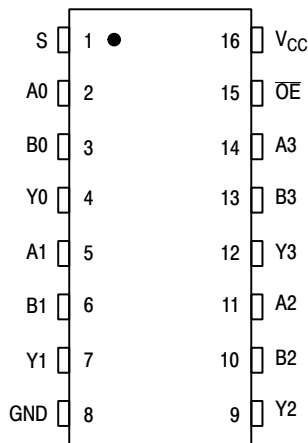 S 1 16 VCC
A0 2 15 OE
B0 3 14 A3
Y0 4 13 B3
A1 5 12 Y3
B1 6 11 A2
Y1 7 10 B2
GND 8 9 Y2